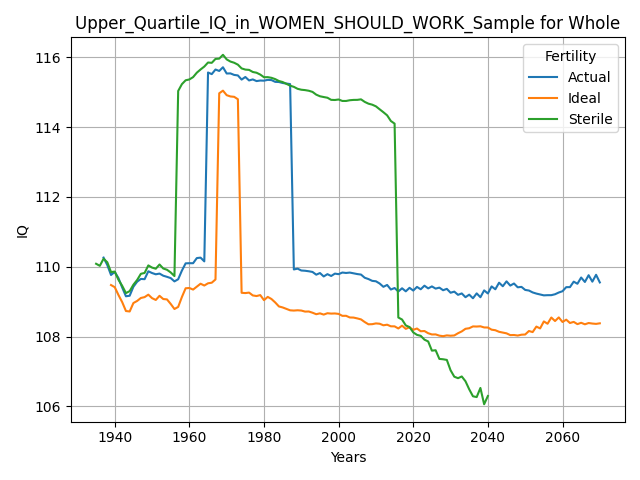 Upper_Quartile_IQ_in_WOMEN_SHOULD_WORK_Sample for Whole
Fertility
Actual
Ideal
Sterile
IQ
116
114
112
110
108
106
1940
1960
1980
2000
2020
2040
2060
Years